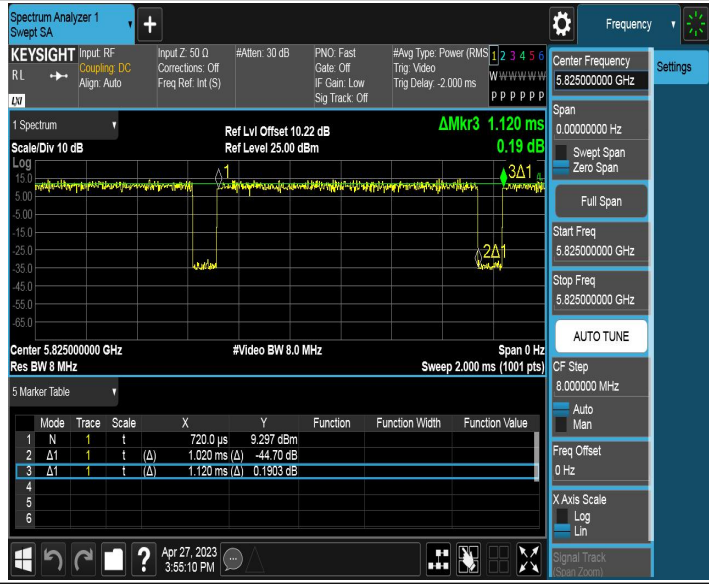 Spectrum Analyzer 1
Swept SA
Frequency
KEYSIGHT Input: RF Input Z: 50 Ω #Atten: 30 dB PNO: Fast #Avg Type: Power (RMS 1 2 3 4 5 6
RL Coupling: DC Corrections: Off Gate: Off Trig: Video W W W W W W
Align: Auto Freq Ref: Int (S) IF Gain: Low Trig Delay: -2.000 ms
LXI Sig Track: Off P P P P P P
1 Spectrum
Ref Lvl Offset 10.22 dB
ΔMkr3 1.120 ms
Scale/Div 10 dB Ref Level 25.00 dBm 0.19 dB
Log
15.0
5.00
-5.00
-15.0
-25.0
-35.0
-45.0
-55.0
-65.0
1
3Δ1
2Δ1
Center 5.825000000 GHz #Video BW 8.0 MHz Span 0 Hz
Res BW 8 MHz Sweep 2.000 ms (1001 pts)
5 Marker Table
Mode Trace Scale X Y Function Function Width Function Value
1 N 1 t 720.0 µs 9.297 dBm
2 Δ1 1 t (Δ) 1.020 ms (Δ) -44.70 dB
3 Δ1 1 t (Δ) 1.120 ms (Δ) 0.1903 dB
4
5
6
?
Apr 27, 2023
3:55:10 PM
Center Frequency
5.825000000 GHz
Settings
Span
0.00000000 Hz
Swept Span
Zero Span
Full Span
Start Freq
5.825000000 GHz
Stop Freq
5.825000000 GHz
AUTO TUNE
CF Step
8.000000 MHz
Auto
Man
Freq Offset
0 Hz
X Axis Scale
Log
Lin
Signal Track
(Span Zoom)